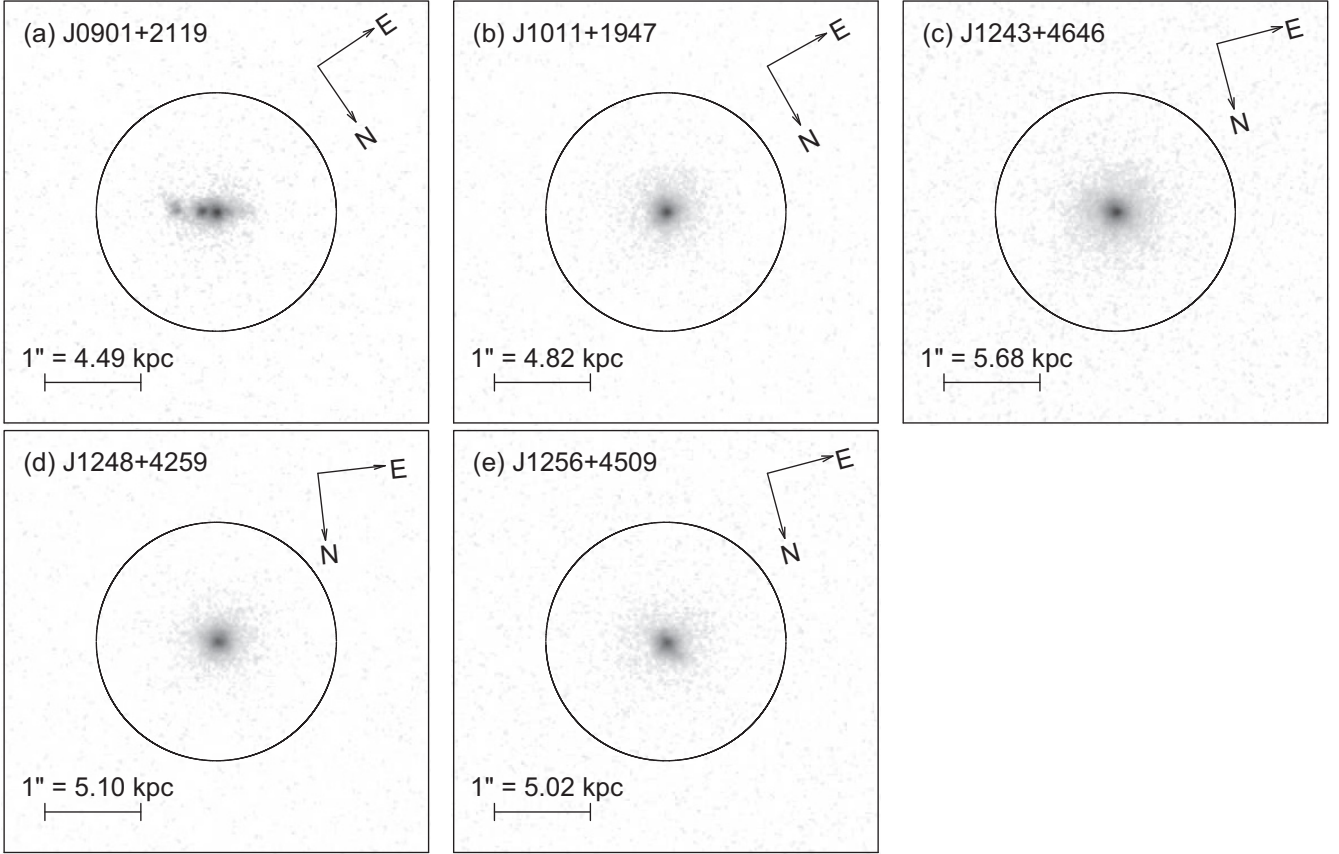 (a) J0901+2119
E
N
1" = 4.49 kpc
(b) J1011+1947
E
N
1" = 4.82 kpc
(c) J1243+4646
E
N
1" = 5.68 kpc
(d) J1248+4259
E
N
1" = 5.10 kpc
(e) J1256+4509
E
N
1" = 5.02 kpc